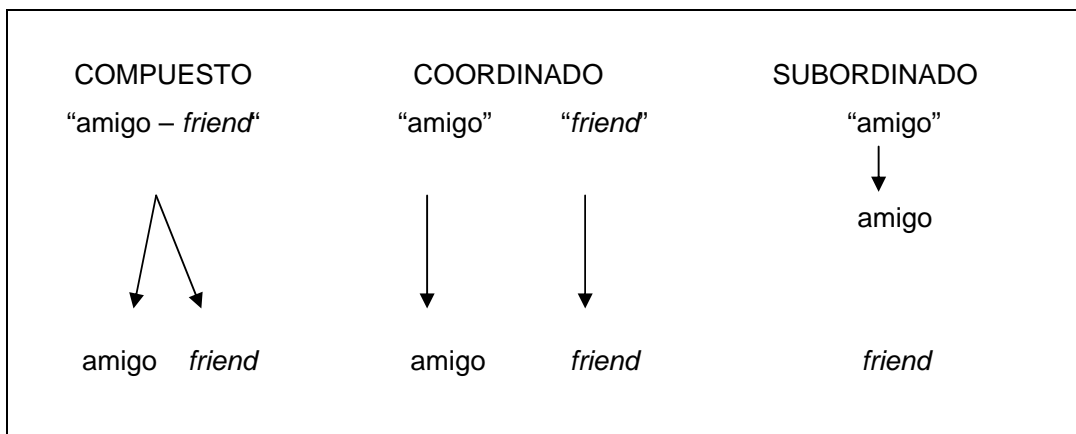 COMPUESTO COORDINADO SUBORDINADO
“amigo – friend“ “amigo” “friend” “amigo”
amigo
amigo friend amigo friend friend